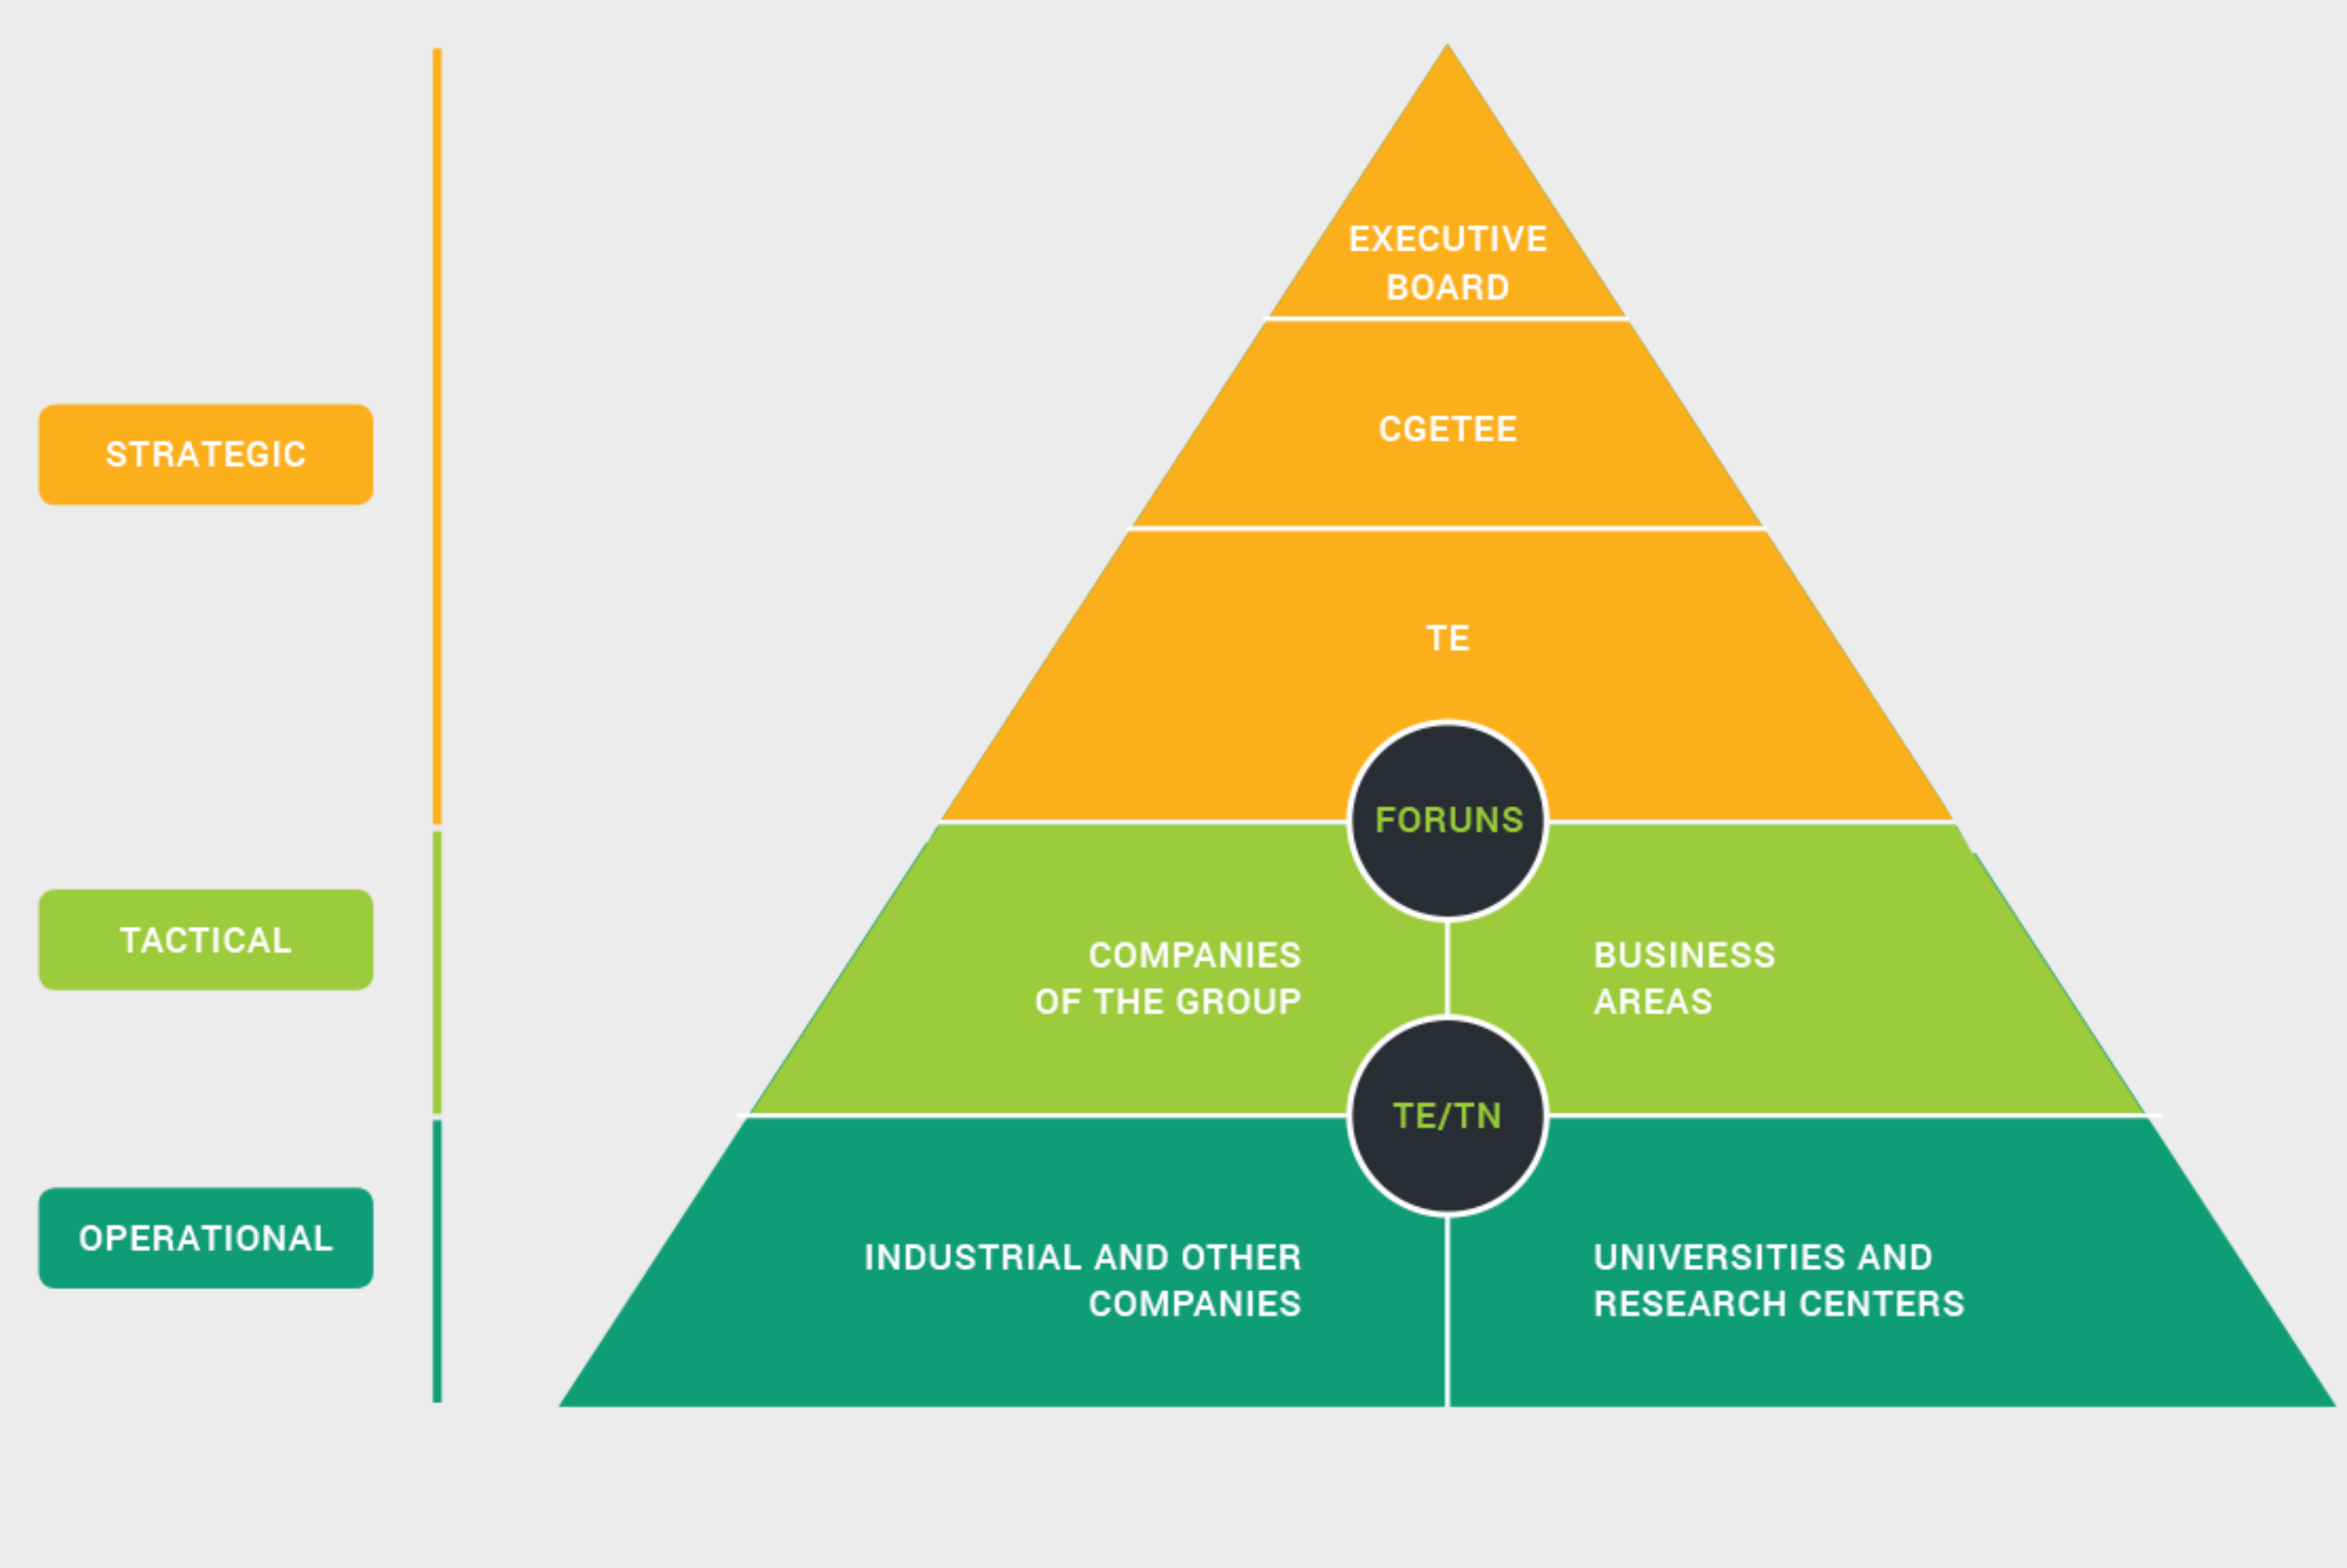 EXECUTIVE
BOARD
CGETEE
STRATEGIC
TE
FORUNS
TACTICAL
COMPANIES
OF THE GROUP
BUSINESS
AREAS
TE/TN
OPERATIONAL
INDUSTRIAL AND OTHER
COMPANIES
UNIVERSITIES AND
RESEARCH CENTERS